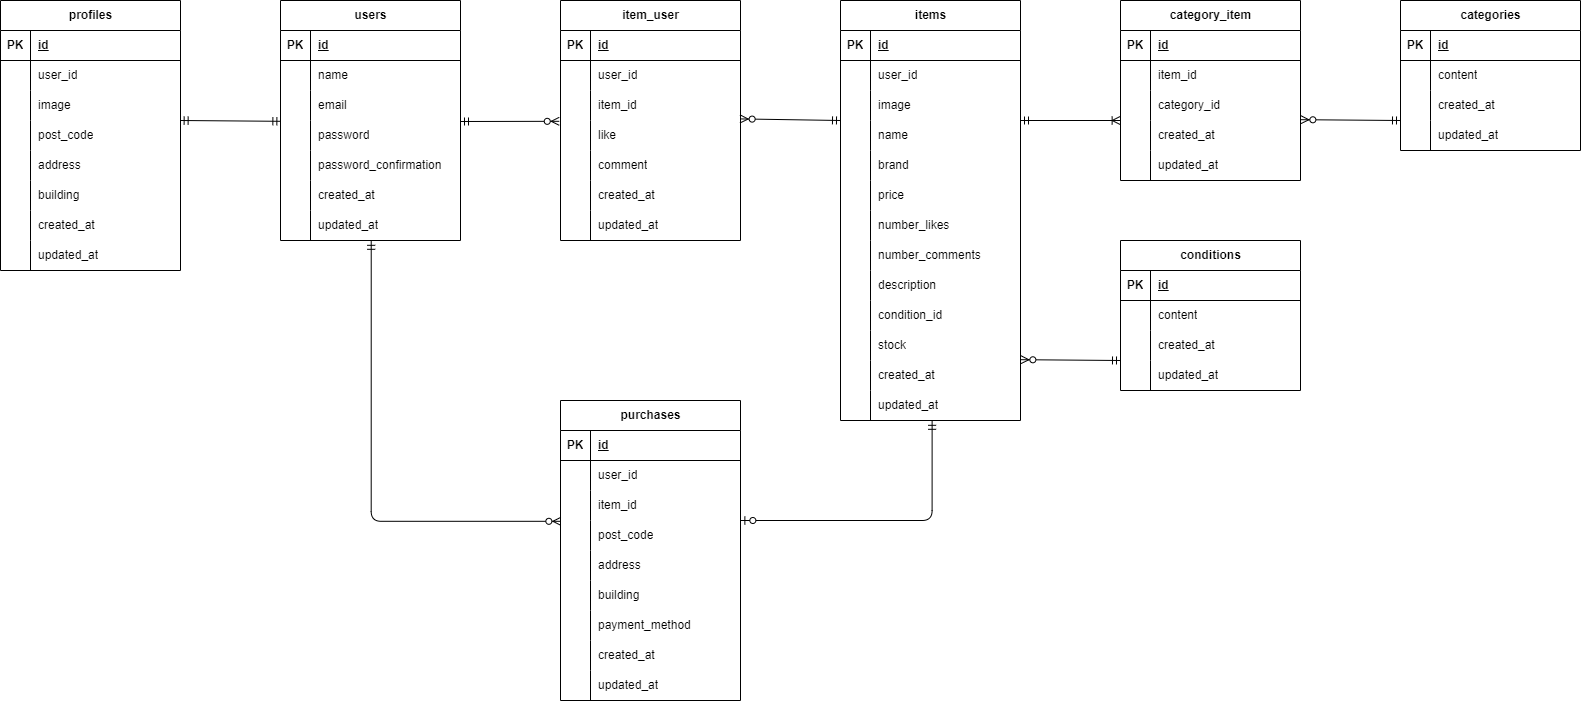 profiles
PK id
user_id
image
post_code
address
building
created_at
updated_at
users
PK id
name
email
password
password_confirmation
created_at
updated_at
item_user
PK id
user_id
item_id
like
comment
created_at
updated_at
items
PK id
user_id
image
name
brand
price
number_likes
number_comments
description
condition_id
stock
created_at
updated_at
category_item
PK id
item_id
category_id
created_at
updated_at
categories
PK id
content
created_at
updated_at
conditions
PK id
content
created_at
updated_at
purchases
PK id
user_id
item_id
post_code
address
building
payment_method
created_at
updated_at